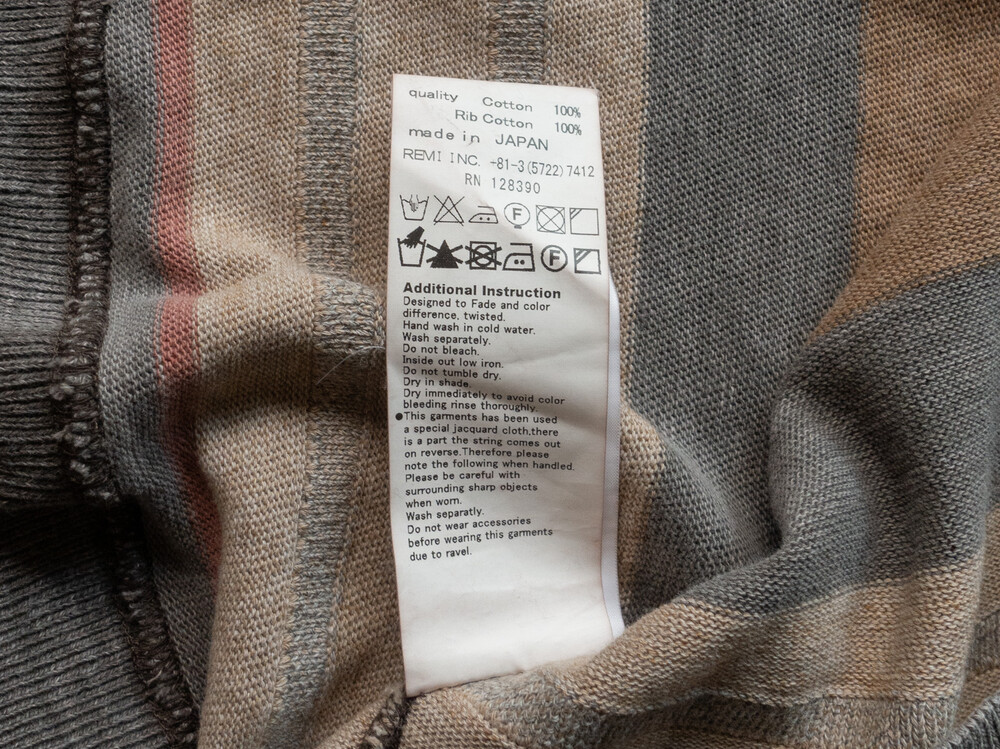 quality Cotton 100%
Rib Cotton 100%
made in JAPAN
REMI INC. +81-3(5722)7412
RN 128390
F
F
Additional Instruction
Designed to Fade and color
difference, twisted.
Hand wash in cold water.
Wash separately.
Do not bleach.
Inside out low iron.
Do not tumble dry.
Dry in shade.
Dry immediately to avoid color
bleeding rinse thoroughly.
●This garments has been used
a special jacquard cloth,there
is a part the string comes out
on reverse.Therefore please
note the following when handled.
Please be careful with
surrounding sharp objects
when worn.
Wash separatly.
Do not wear accessories
before wearing this garments
due to ravel.